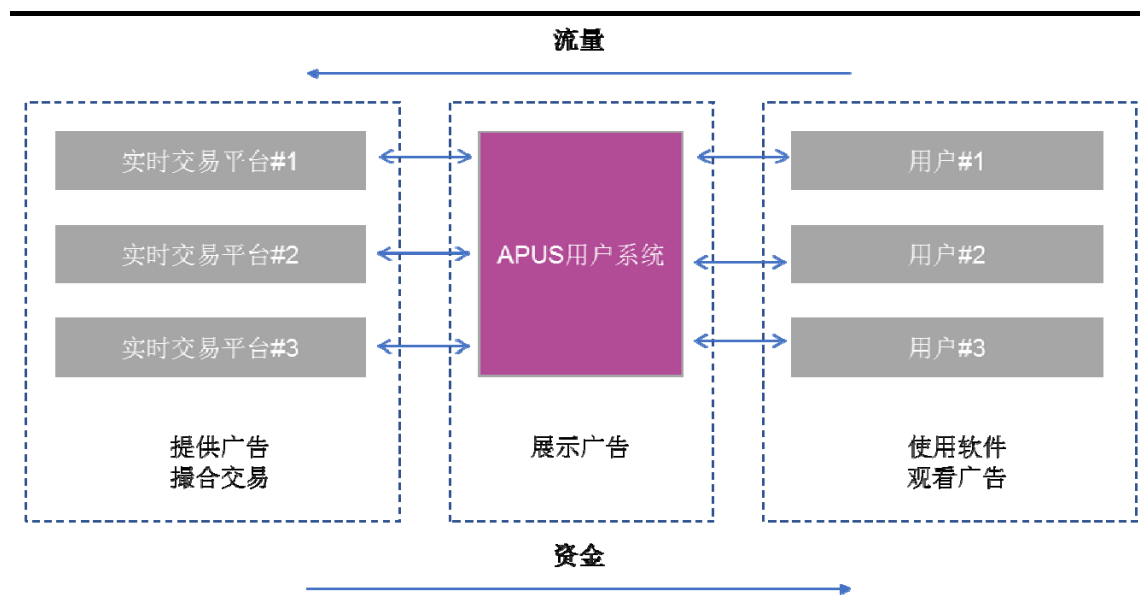 流量
实时交易平台#1
实时交易平台#2
实时交易平台#3
提供广告
撮合交易
APUS用户系统
展示广告
用户#1
用户#2
用户#3
使用软件
观看广告
资金